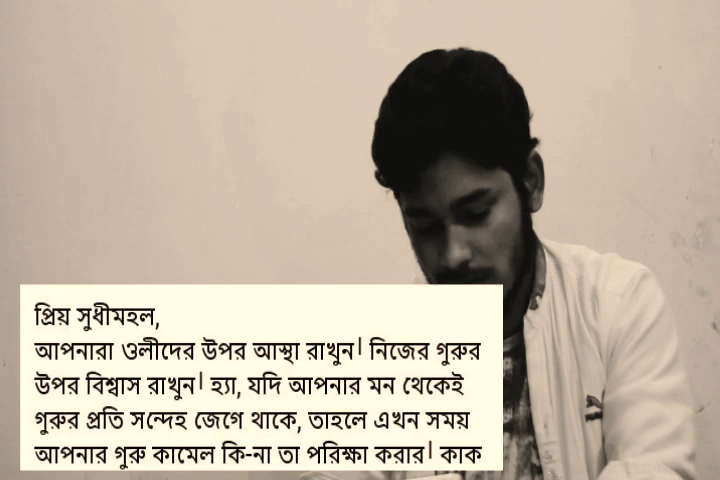 প্রিয় সুধীমহল,
আপনারা ওলীদের উপর আস্থা রাখুন। নিজের গুরুর
উপর বিশ্বাস রাখুন। হ্যা, যদি আপনার মন থেকেই
গুরুর প্রতি সন্দেহ জেগে থাকে, তাহলে এখন সময়
আপনার গুরু কামেল কি-না তা পরিক্ষা করার। কাক